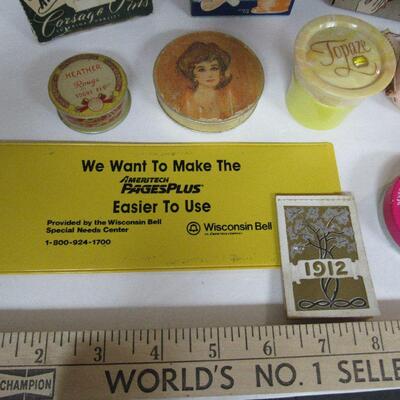 Corsage Pins
HEATHER
Rouge
Topaze
We Want To Make The
AMERITECH
PAGESPLUS
Easier To Use
Provided by the Wisconsin Bell
Special Needs Center
1-800-924-1700
Wisconsin Bell
1912
2 3 4 5 6 7 8
CHAMPION
WORLD'S NO. 1 SELLE